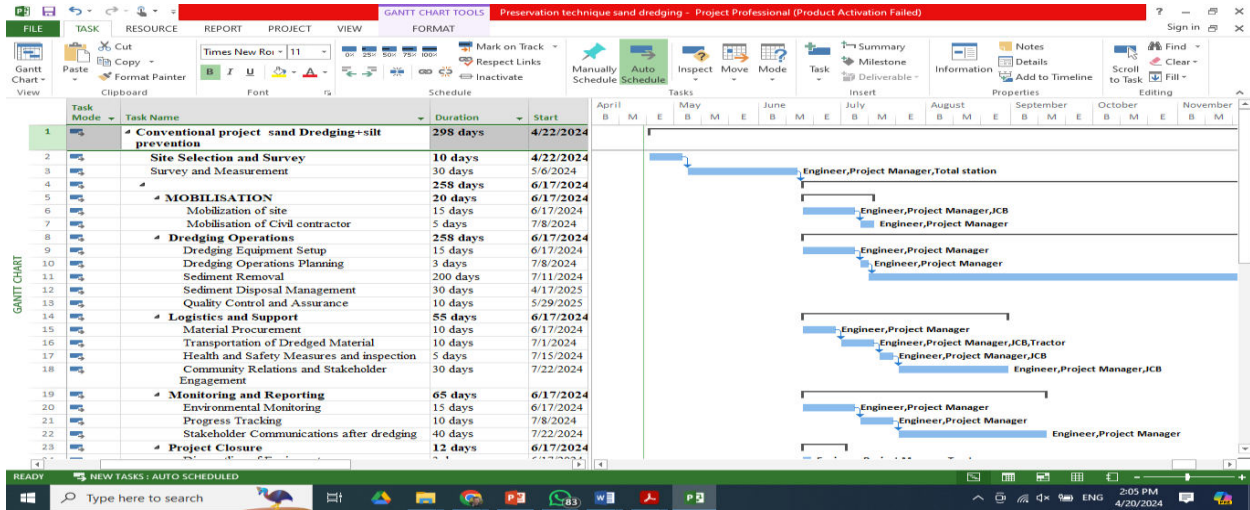 GANTT CHART TOOLS Preservation technique sand dredging - Project Professional (Product Activation Failed)
FILE TASK RESOURCE REPORT PROJECT VIEW FORMAT Sign in
Gantt Chart
Paste
Cut
Copy
Format Painter
Times New Roi 11
B I U A
0% 25% 50% 75% 100%
Mark on Track
Respect Links
Inactivate
Manually Schedule
Auto Schedule
Inspect Move Mode
Task
Summary
Milestone
Deliverable
Information
Notes
Details
Add to Timeline
Scroll to Task
Find
Clear
Fill
View Clipboard Font Schedule Tasks Insert Properties Editing
Task Mode Task Name Duration Start
April May June July August September October November
B M E B M E B M E B M E B M E B M E B M E B M
1 Conventional project sand Dredging+silt prevention 298 days 4/22/2024
2 Site Selection and Survey 10 days 4/22/2024
3 Survey and Measurement 30 days 5/6/2024 Engineer,Project Manager,Total station
4 258 days 6/17/2024
5 MOBILISATION 20 days 6/17/2024
6 Mobilization of site 15 days 6/17/2024 Engineer,Project Manager,JCB
7 Mobilisation of Civil contractor 5 days 7/8/2024 Engineer,Project Manager
8 Dredging Operations 258 days 6/17/2024
9 Dredging Equipment Setup 15 days 6/17/2024 Engineer,Project Manager
10 Dredging Operations Planning 3 days 7/8/2024 Engineer,Project Manager
11 Sediment Removal 200 days 7/11/2024
12 Sediment Disposal Management 30 days 4/17/2025
13 Quality Control and Assurance 10 days 5/29/2025
14 Logistics and Support 55 days 6/17/2024
15 Material Procurement 10 days 6/17/2024 Engineer,Project Manager
16 Transportation of Dredged Material 10 days 7/1/2024 Engineer,Project Manager,JCB,Tractor
17 Health and Safety Measures and inspection 5 days 7/15/2024 Engineer,Project Manager,JCB
18 Community Relations and Stakeholder Engagement 30 days 7/22/2024 Engineer,Project Manager,JCB
19 Monitoring and Reporting 65 days 6/17/2024
20 Environmental Monitoring 15 days 6/17/2024 Engineer,Project Manager
21 Progress Tracking 10 days 7/8/2024 Engineer,Project Manager
22 Stakeholder Communications after dredging 40 days 7/22/2024 Engineer,Project Manager
23 Project Closure 12 days 6/17/2024
GANTT CHART
READY NEW TASKS : AUTO SCHEDULED
Type here to search
83
ENG
2:05 PM
4/20/2024